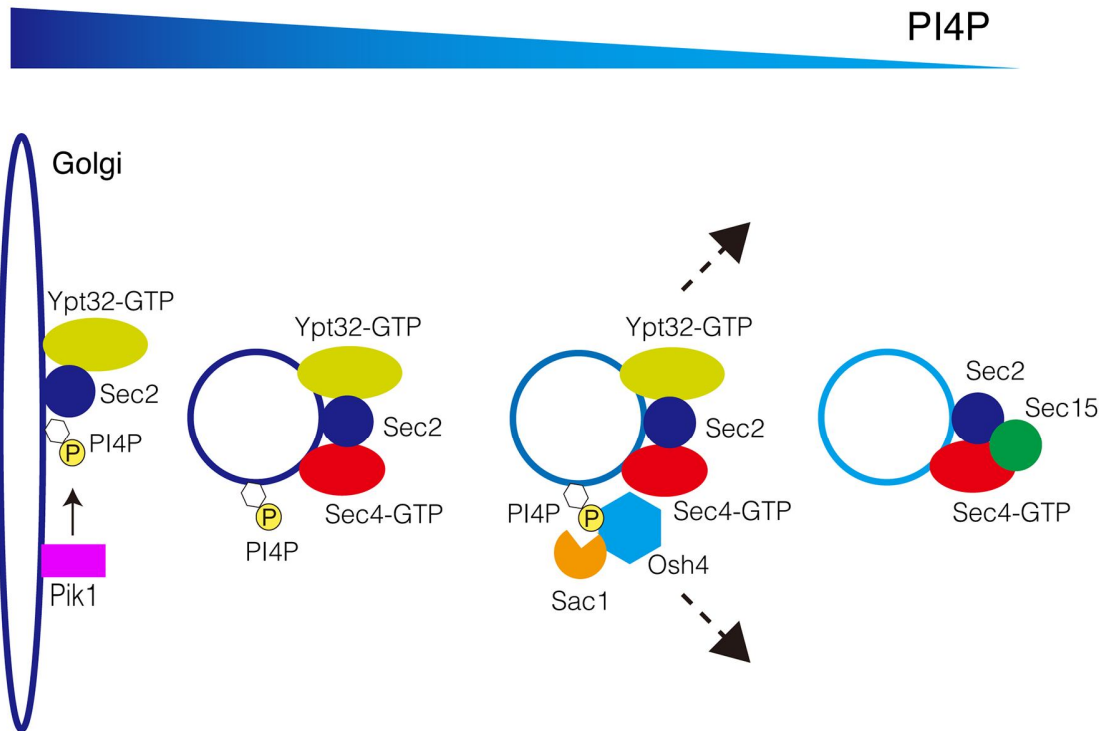 PI4P
Golgi
Ypt32-GTP
Sec2
P
PI4P
Pik1
Ypt32-GTP
Sec2
Sec4-GTP
P
PI4P
Ypt32-GTP
Sec2
Sec4-GTP
PI4P
P
Osh4
Sac1
Sec2
Sec15
Sec4-GTP